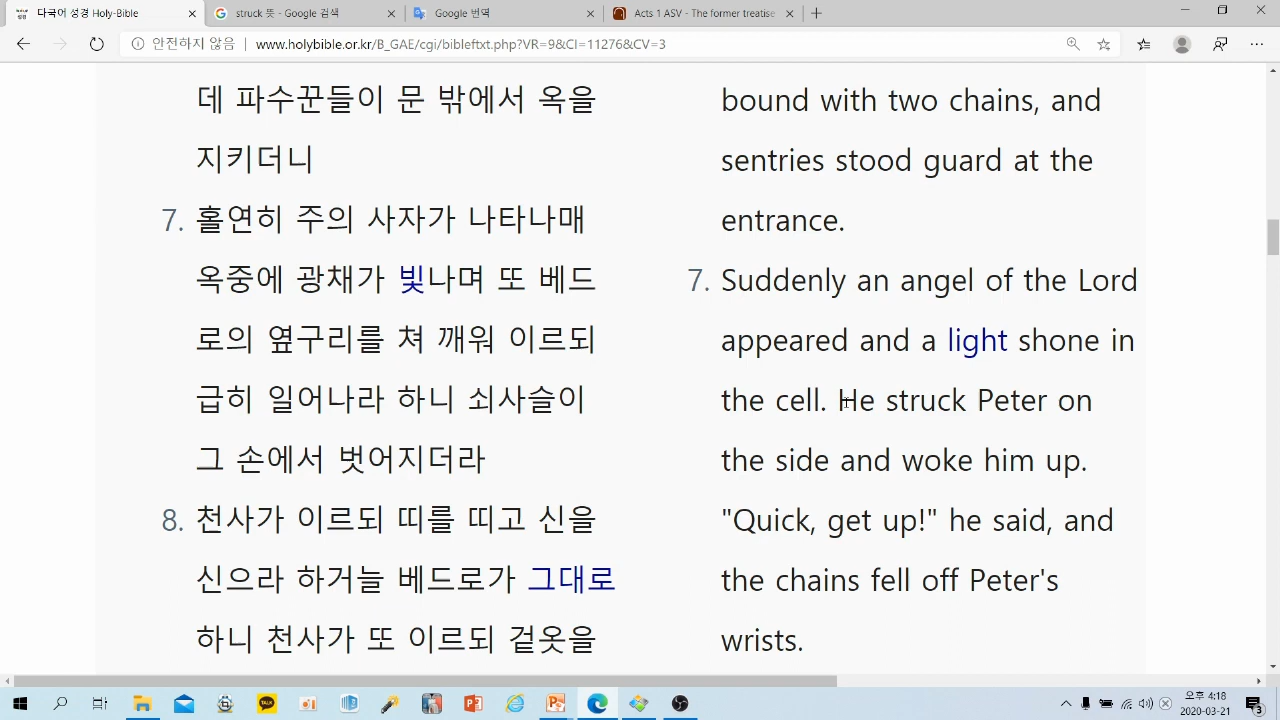 다국어 성경 Holy-Bible
struck 뜻 - Google 검색
Google 번역
Acts 1 ASV - The former treatise
안전하지 않음
www.holybible.or.kr/B_GAE/cgi/bibleftxt.php?VR=9&CI=11276&CV=3
데 파수꾼들이 문 밖에서 옥을
지키더니
7. 홀연히 주의 사자가 나타나매
옥중에 광채가 빛나며 또 베드
로의 옆구리를 쳐 깨워 이르되
급히 일어나라 하니 쇠사슬이
그 손에서 벗어지더라
8. 천사가 이르되 띠를 띠고 신을
신으라 하거늘 베드로가 그대로
하니 천사가 또 이르되 겉옷을
bound with two chains, and
sentries stood guard at the
entrance.
7. Suddenly an angel of the Lord
appeared and a light shone in
the cell. He struck Peter on
the side and woke him up.
"Quick, get up!" he said, and
the chains fell off Peter's
wrists.
오후 4:18
2020-03-21